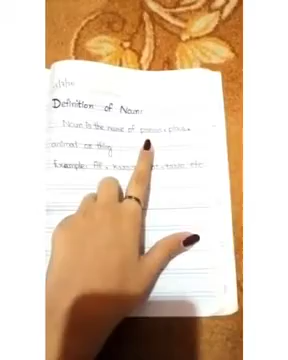 Definition of Noun:
Noun is the name of person, place,
animal or thing
Example: Ali,
etc